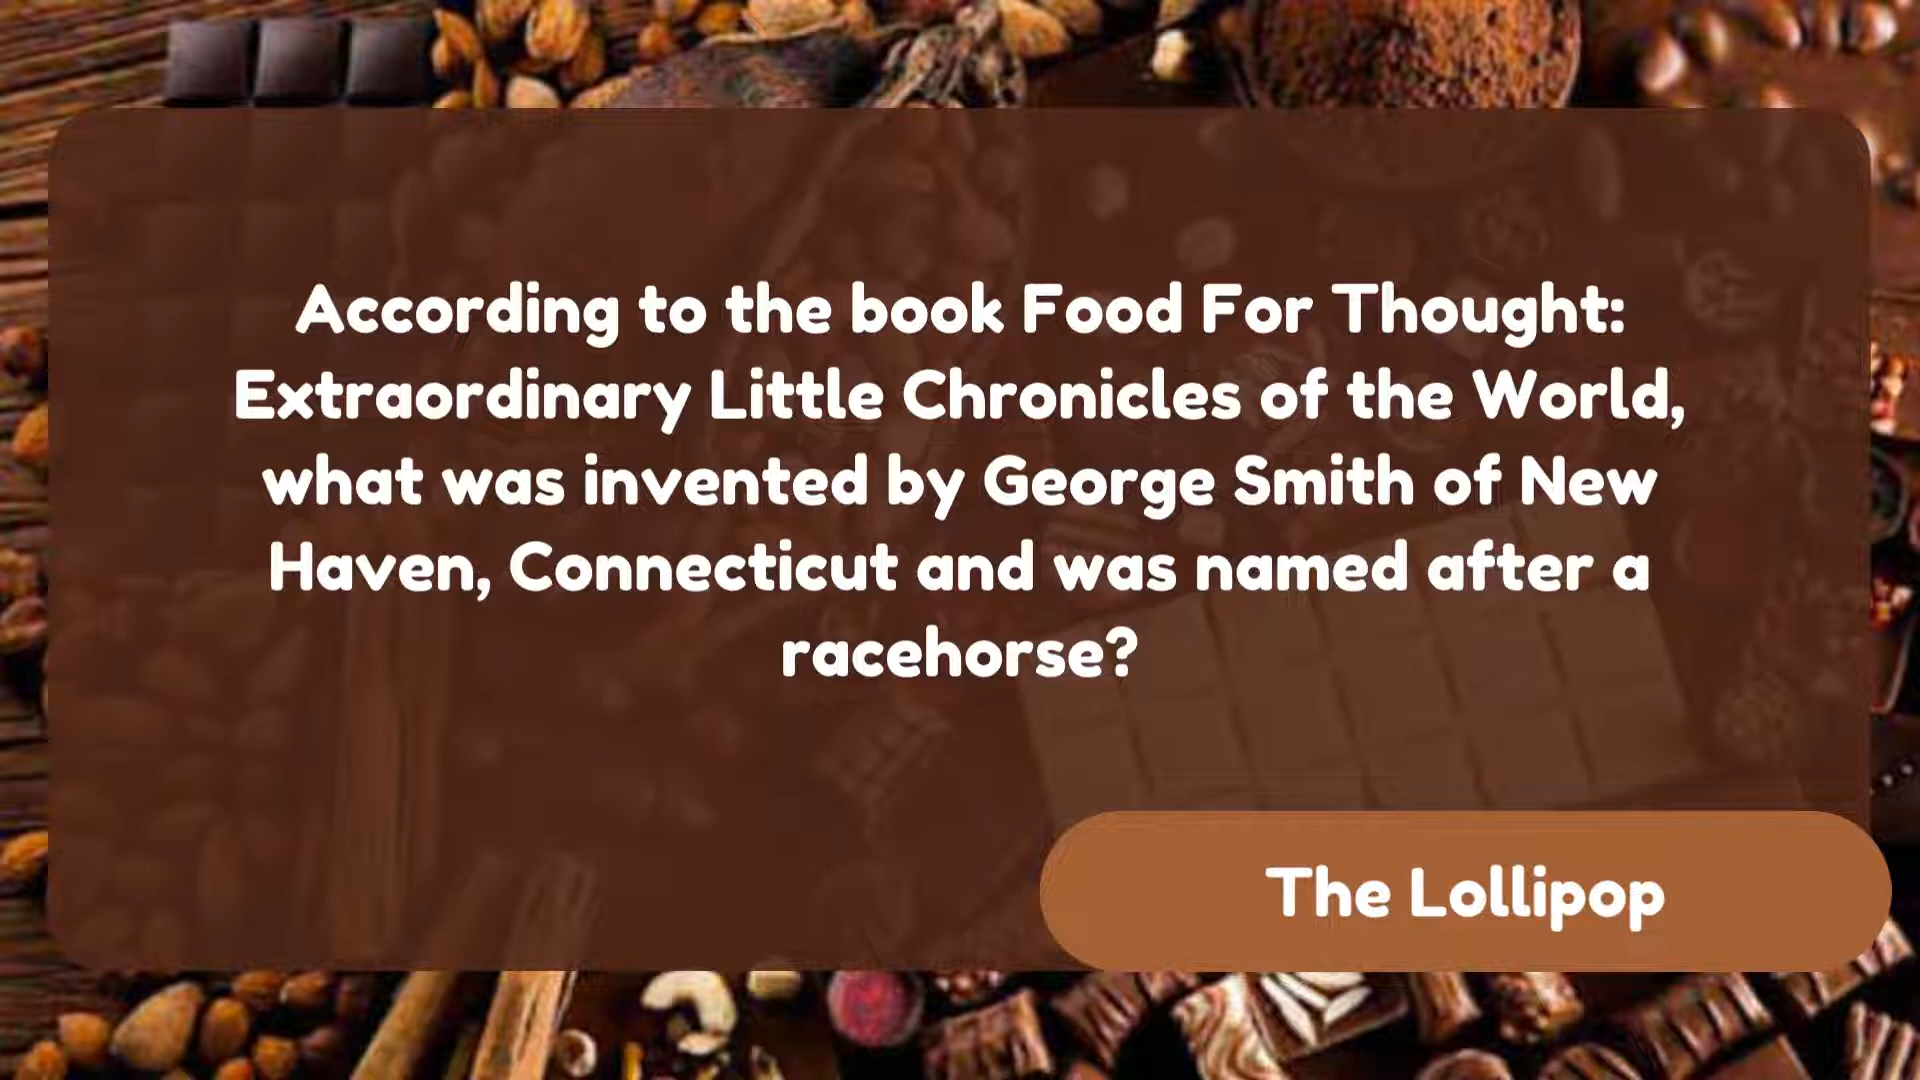 According to the book Food For Thought:
Extraordinary Little Chronicles of the World,
what was invented by George Smith of New
Haven, Connecticut and was named after a
racehorse?
The Lollipop